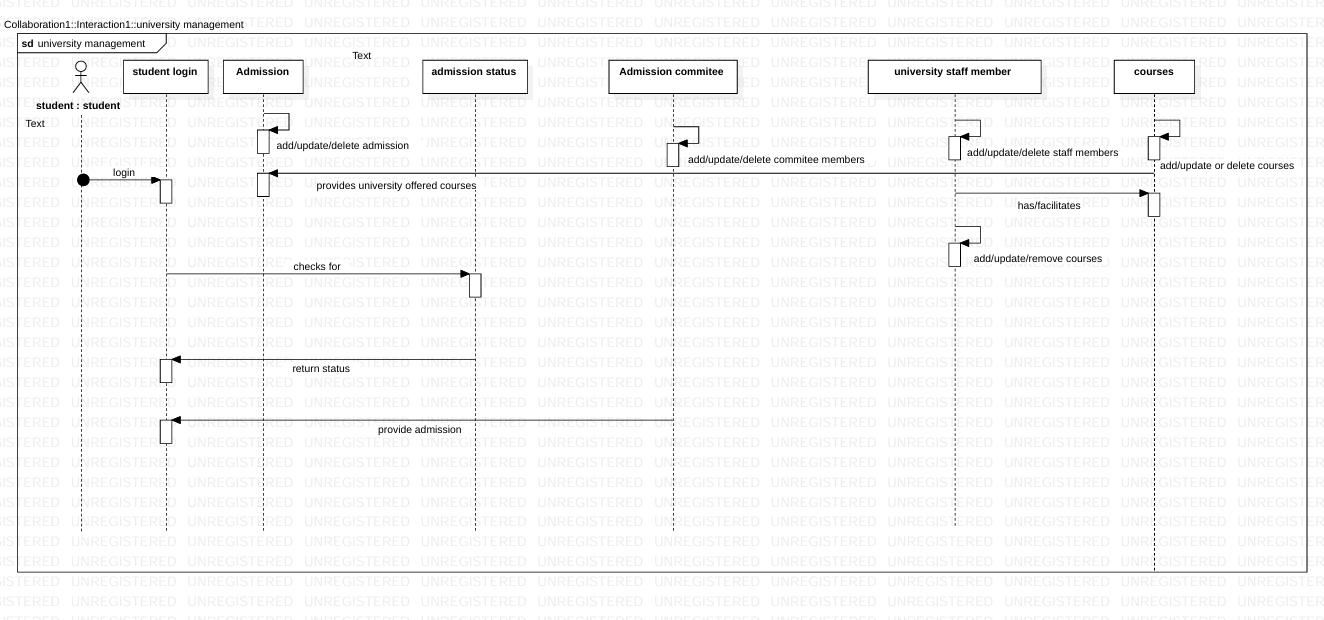 Collaboration1::Interaction1::university management
sd university management
Text
student login
Admission
admission status
Admission commitee
university staff member
courses
student : student
Text
add/update/delete admission
add/update/delete commitee members
add/update/delete staff members
add/update or delete courses
login
provides university offered courses
has/facilitates
add/update/remove courses
checks for
return status
provide admission
UNREGISTERED